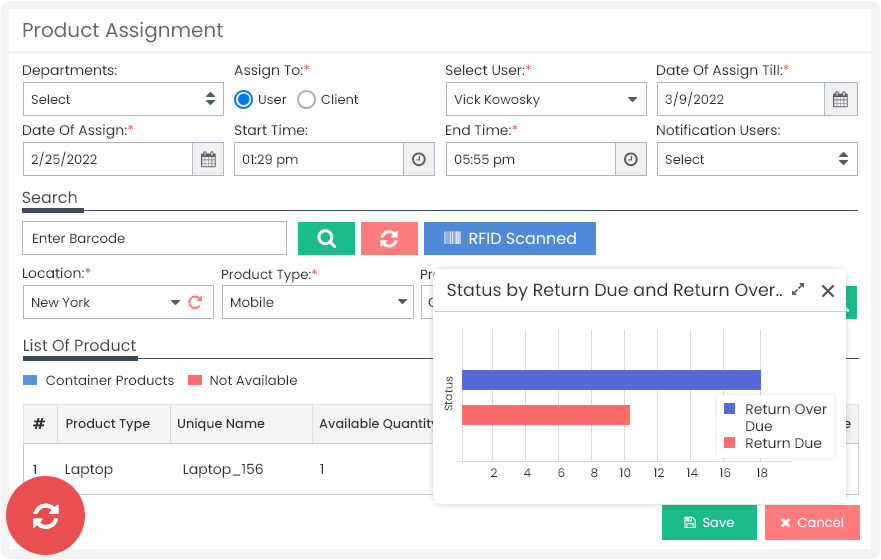 Product Assignment
Departments: Assign To:* Select User:* Date Of Assign Till:*
Select User Client Vick Kowosky 3/9/2022
Date Of Assign:* Start Time: End Time:* Notification Users:
2/25/2022 01:29 pm 05:55 pm Select
Search
Enter Barcode RFID Scanned
Location:* Product Type:*
New York Mobile
Status by Return Due and Return Over..
List Of Product
Container Products Not Available
# Product Type Unique Name Available Quantity
1 Laptop Laptop_156 1
Status
Return Over
Due
Return Due
2 4 6 8 10 12 14 16 18
Save Cancel